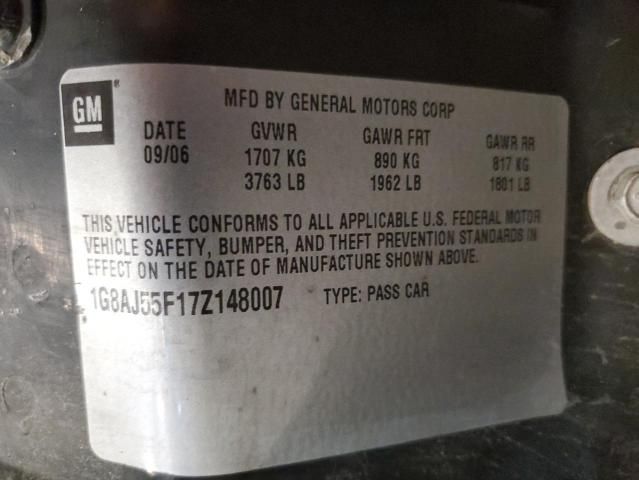 GM®
MFD BY GENERAL MOTORS CORP
DATE GVWR GAWR FRT GAWR RR
09/06 1707 KG 890 KG 817 KG
3763 LB 1962 LB 1801 LB
THIS VEHICLE CONFORMS TO ALL APPLICABLE U.S. FEDERAL MOTOR
VEHICLE SAFETY, BUMPER, AND THEFT PREVENTION STANDARDS IN
EFFECT ON THE DATE OF MANUFACTURE SHOWN ABOVE.
1G8AJ55F17Z148007 TYPE: PASS CAR